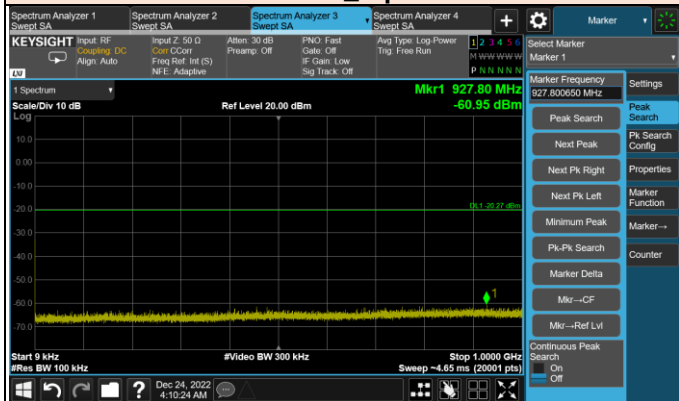 Spectrum Analyzer 1
Swept SA
Spectrum Analyzer 2
Swept SA
Spectrum Analyzer 3
Swept SA
Spectrum Analyzer 4
Swept SA
+
Marker
KEYSIGHT
LXI
Input: RF
Coupling: DC
Align: Auto
Input Z: 50 Ω
Corr CCorr
Freq Ref: Int (S)
NFE: Adaptive
Atten: 30 dB
Preamp: Off
PNO: Fast
Gate: Off
IF Gain: Low
Sig Track: Off
Avg Type: Log-Power
Trig: Free Run
1 2 3 4 5 6
M W W W W W
P N N N N N
Select Marker
Marker 1
1 Spectrum
Scale/Div 10 dB
Log
Ref Level 20.00 dBm
Mkr1 927.80 MHz
-60.95 dBm
10.0
0.00
-10.0
-20.0
-30.0
-40.0
-50.0
-60.0
-70.0
DL1 -20.27 dBm
1
Start 9 kHz
#Res BW 100 kHz
#Video BW 300 kHz
Stop 1.0000 GHz
Sweep ~4.65 ms (20001 pts)
Marker Frequency
927.800650 MHz
Peak Search
Next Peak
Next Pk Right
Next Pk Left
Minimum Peak
Pk-Pk Search
Marker Delta
Mkr→CF
Mkr→Ref Lvl
Continuous Peak
Search
On
Off
Settings
Peak
Search
Pk Search
Config
Properties
Marker
Function
Marker→
Counter
?
Dec 24, 2022
4:10:24 AM